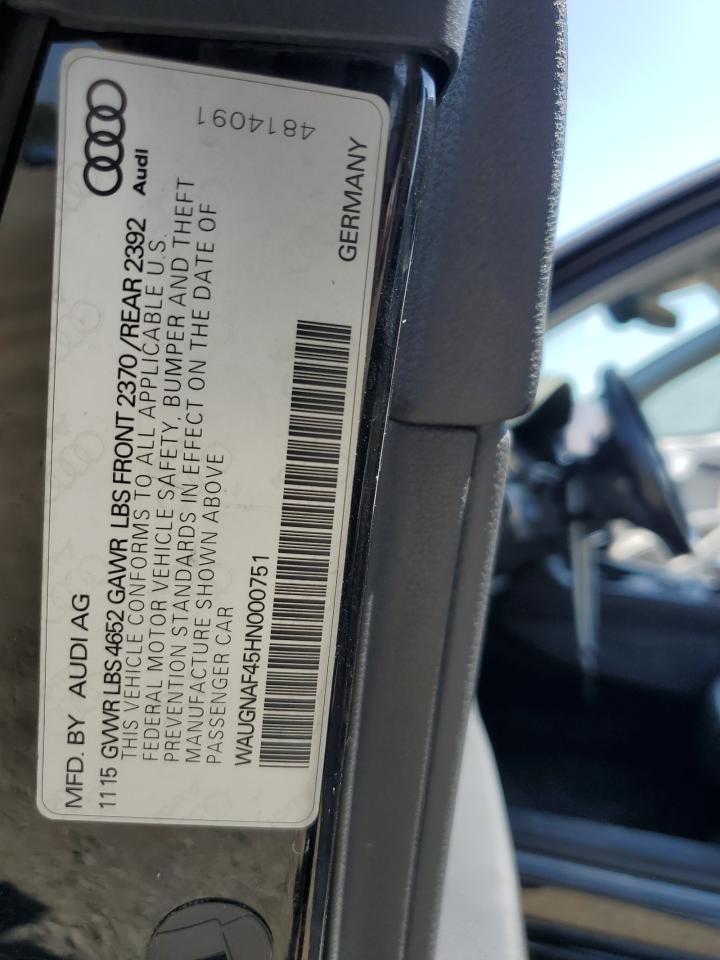 MFD. BY AUDI AG
Audi
11 15 GVWR LBS 4652 GAWR LBS FRONT 2370 /REAR 2392
THIS VEHICLE CONFORMS TO ALL APPLICABLE U.S.
FEDERAL MOTOR VEHICLE SAFETY, BUMPER AND THEFT
PREVENTION STANDARDS IN EFFECT ON THE DATE OF
MANUFACTURE SHOWN ABOVE
PASSENGER CAR
WAUGNAF45HN000751
GERMANY
4814091